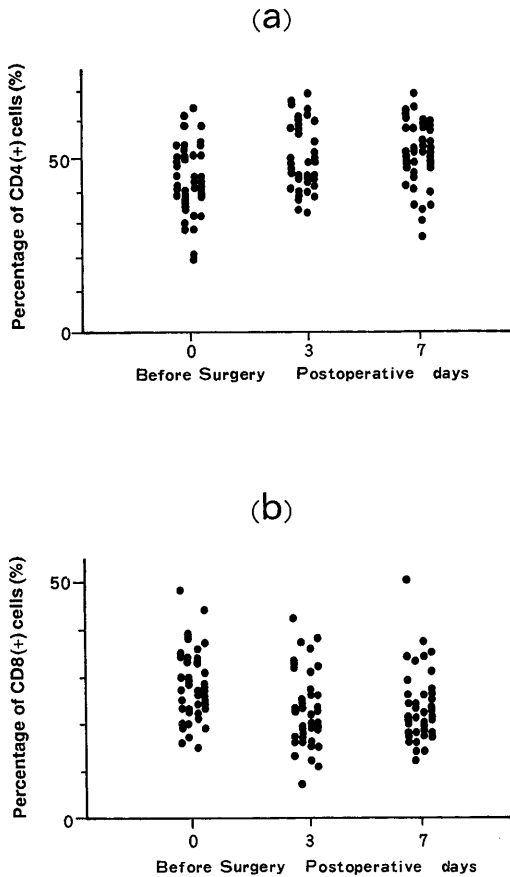 (a)
Percentage of CD4(+) cells (%)
50
0
0 3 7
Before Surgery Postoperative days
(b)
Percentage of CD8(+) cells (%)
50
0
0 3 7
Before Surgery Postoperative days